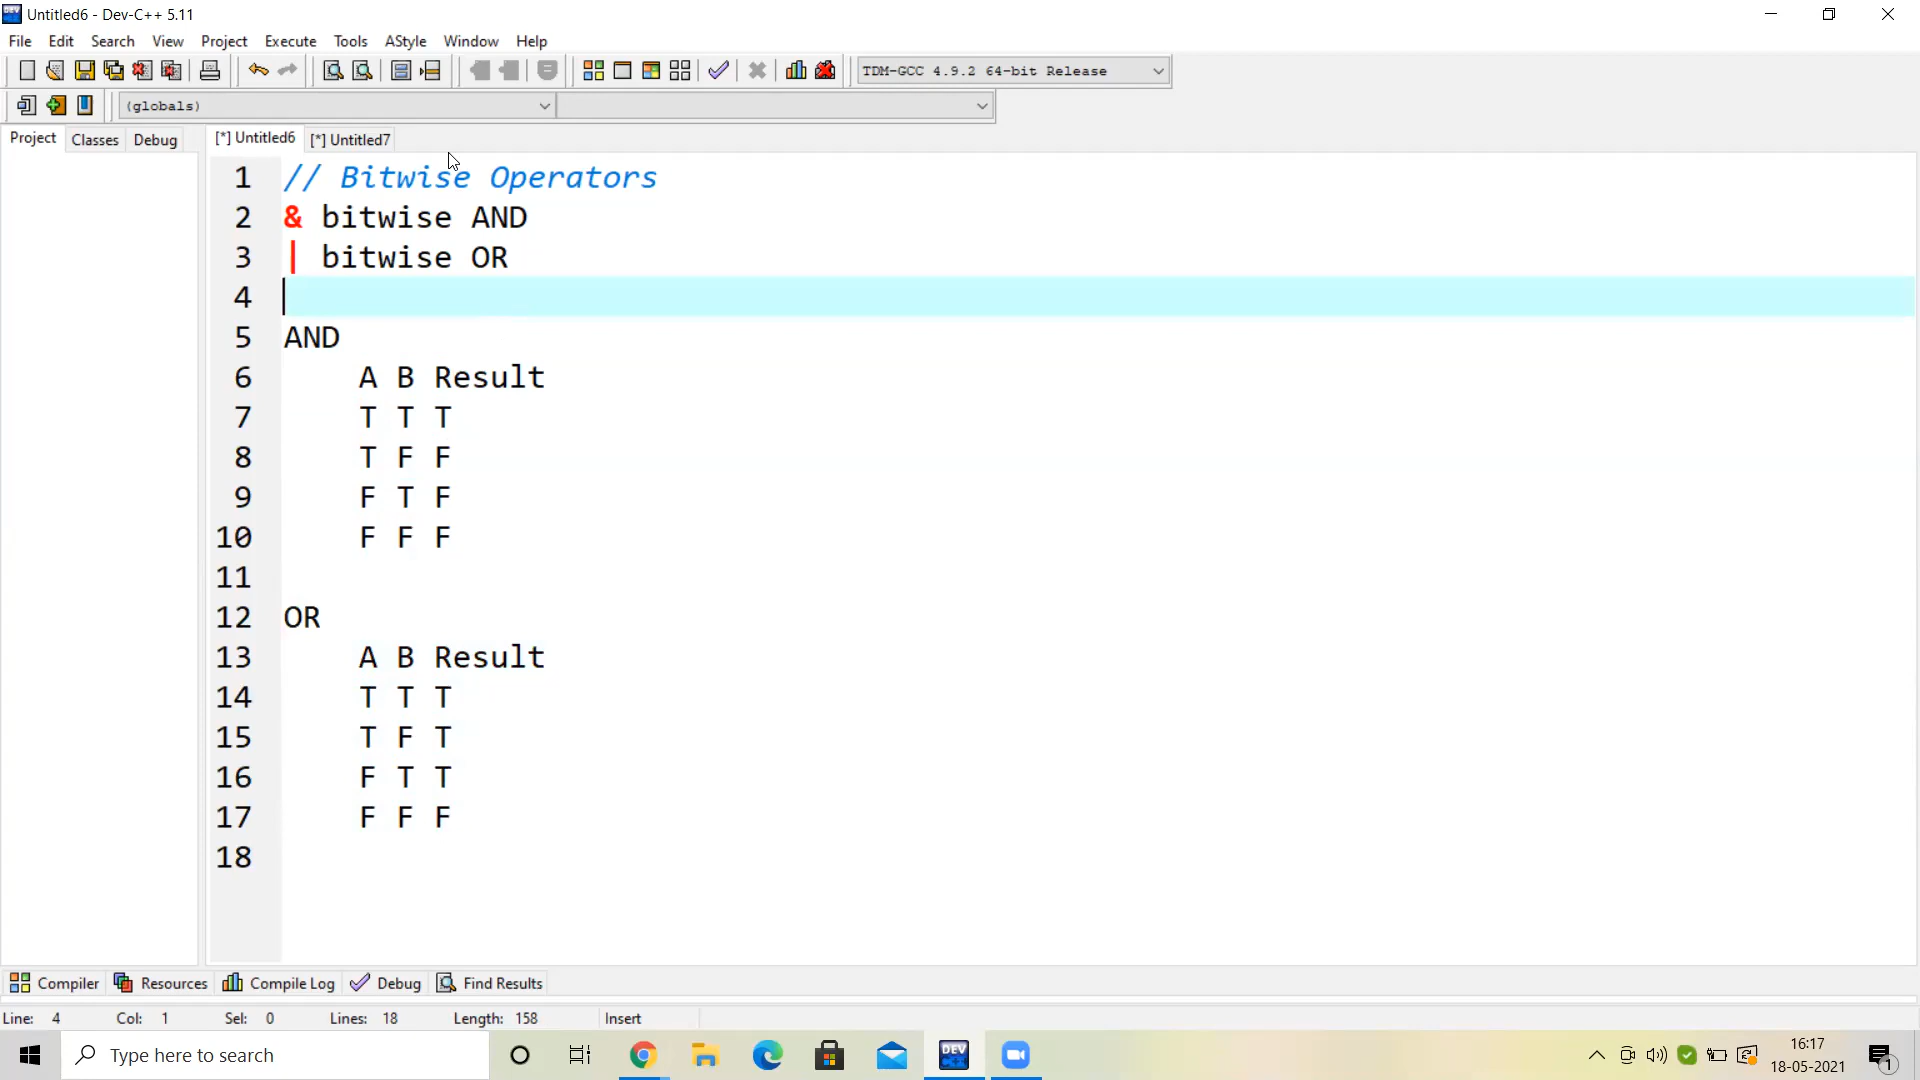 Untitled6 - Dev-C++ 5.11
File Edit Search View Project Execute Tools AStyle Window Help
TDM-GCC 4.9.2 64-bit Release
(globals)
Project Classes Debug [*] Untitled6 [*] Untitled7
1 // Bitwise Operators
2 & bitwise AND
3 | bitwise OR
4
5 AND
6 A B Result
7 T T T
8 T F F
9 F T F
10 F F F
11
12 OR
13 A B Result
14 T T T
15 T F T
16 F T T
17 F F F
18
Compiler Resources Compile Log Debug Find Results
Line: 4 Col: 1 Sel: 0 Lines: 18 Length: 158 Insert
Type here to search
DEV
C++
16:17
18-05-2021
1